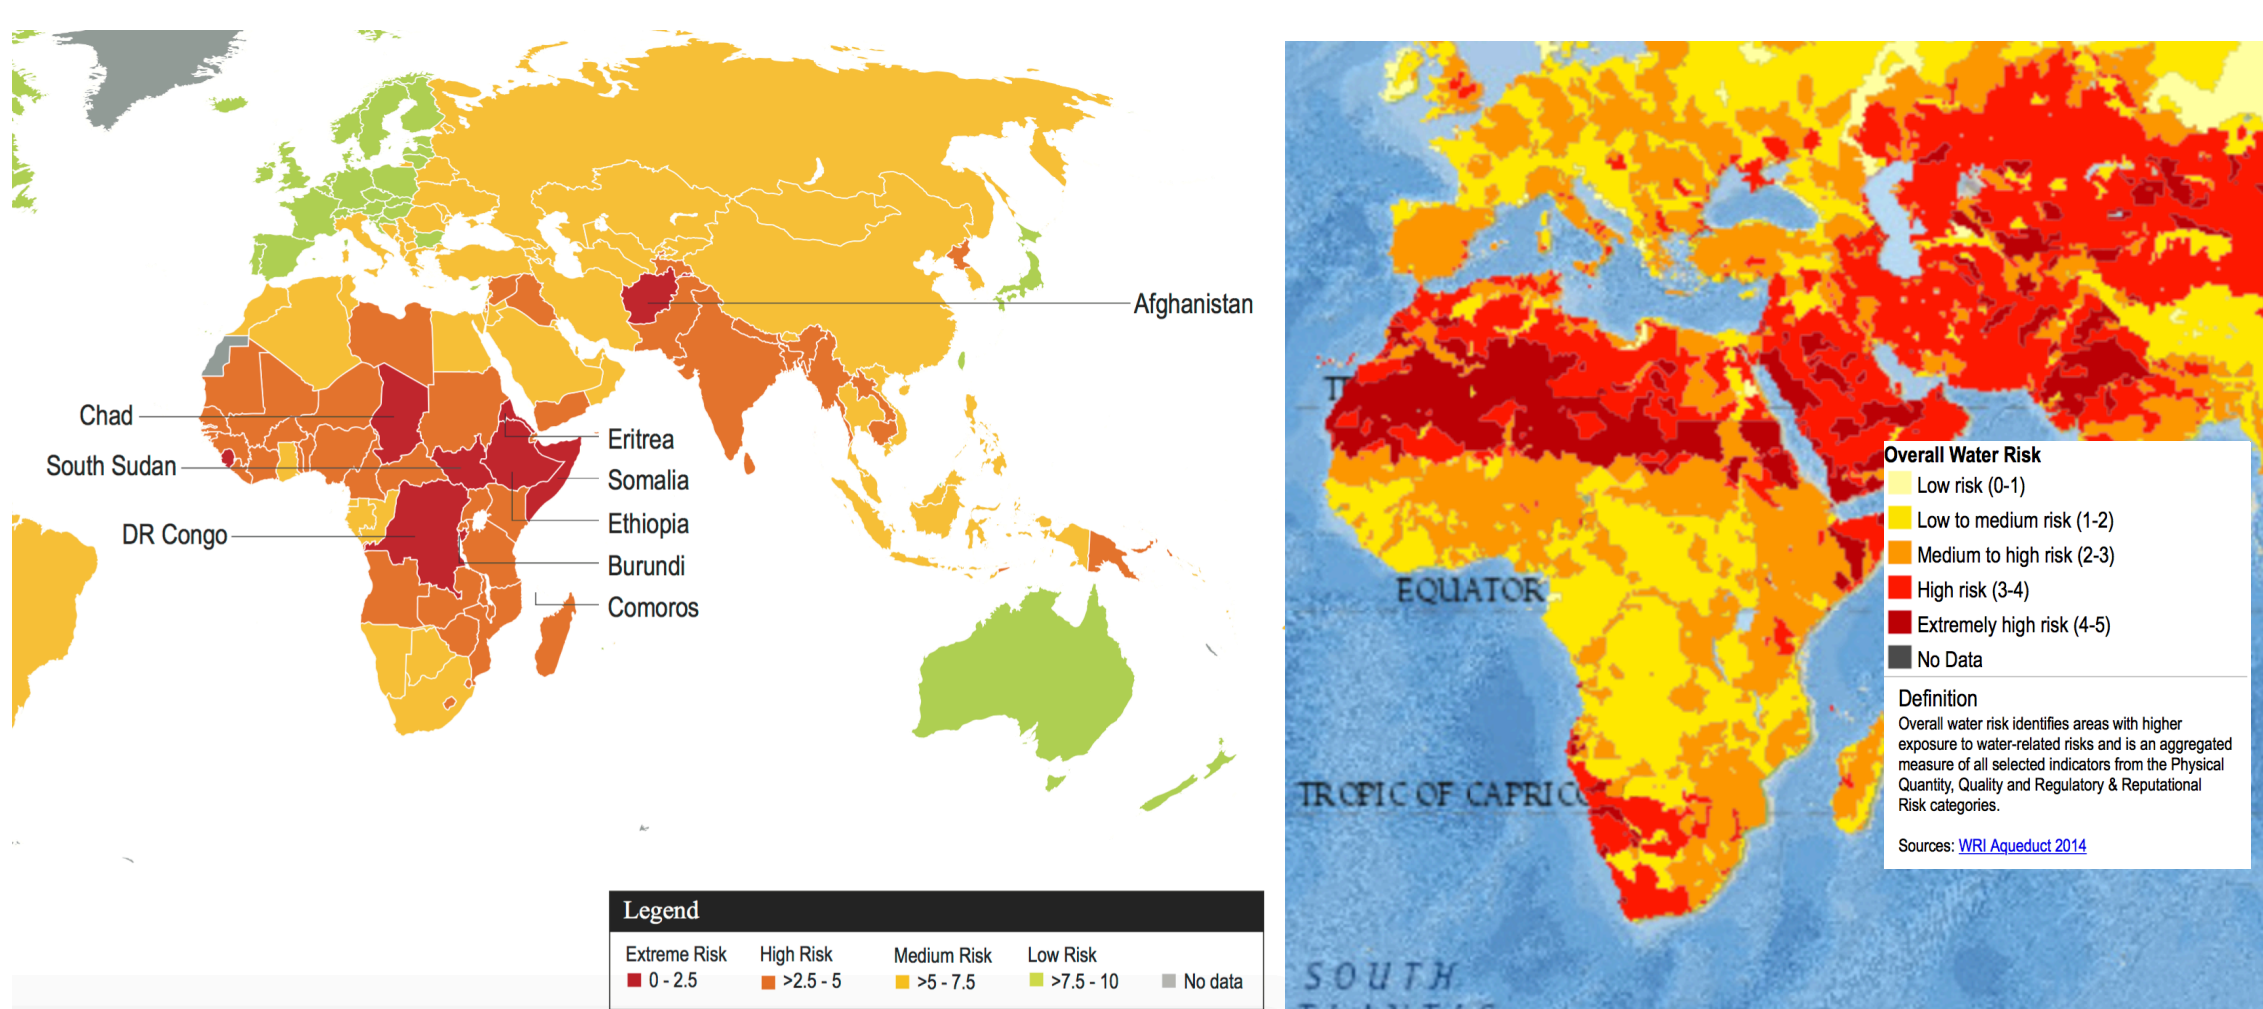 Afghanistan
Chad
South Sudan
DR Congo
Eritrea
Somalia
Ethiopia
Burundi
Comoros
Legend
Extreme Risk
0 - 2.5
High Risk
>2.5 - 5
Medium Risk
>5 - 7.5
Low Risk
>7.5 - 10
No data
T
EQUATOR
TROPIC OF CAPRICO
SOUTH
Overall Water Risk
Low risk (0-1)
Low to medium risk (1-2)
Medium to high risk (2-3)
High risk (3-4)
Extremely high risk (4-5)
No Data
Definition
Overall water risk identifies areas with higher
exposure to water-related risks and is an aggregated
measure of all selected indicators from the Physical
Quantity, Quality and Regulatory & Reputational
Risk categories.
Sources: WRI Aqueduct 2014